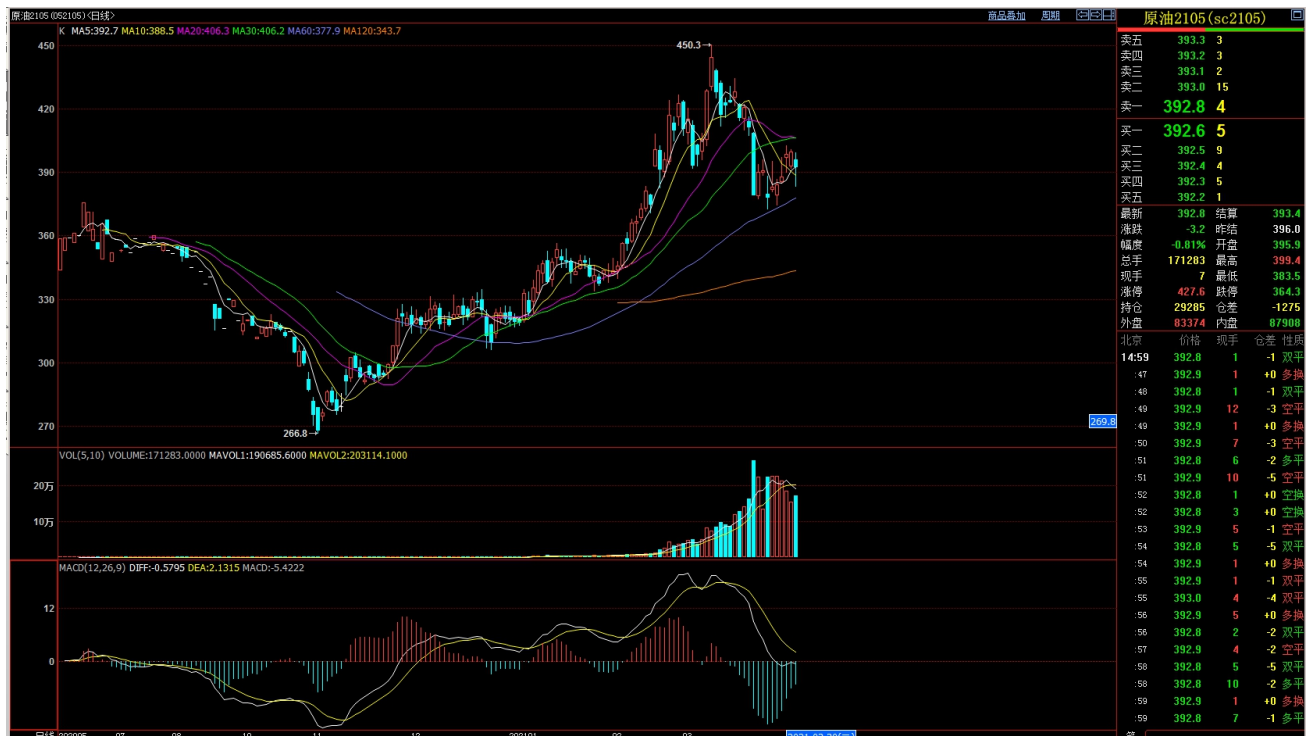 原油2105(052105)<日线>
商品叠加 周期
原油2105(sc2105)
K MA5:392.7 MA10:388.5 MA20:406.3 MA30:406.2 MA60:377.9 MA120:343.7
450
420
390
360
330
300
270
450.3
266.8
269.8
VOL(5,10) VOLUME:171283.0000 MAVOL1:190685.6000 MAVOL2:203114.1000
20万
10万
MACD(12,26,9) DIFF:-0.5795 DEA:2.1315 MACD:-5.4222
12
0
日线 202005 07 08 10 11 12 202101 02 03
卖五 393.3 3
卖四 393.2 3
卖三 393.1 2
卖二 393.0 15
卖一 392.8 4
买一 392.6 5
买二 392.5 9
买三 392.4 4
买四 392.3 5
买五 392.2 1
最新 392.8 结算 393.4
涨跌 -3.2 昨结 396.0
幅度 -0.81% 开盘 395.9
总手 171283 最高 399.4
现手 7 最低 383.5
涨停 427.6 跌停 364.3
持仓 29285 仓差 -1275
外盘 83374 内盘 87908
北京 价格 现手 仓差 性质
14:59 392.8 1 -1 双平
:47 392.9 1 +0 多换
:48 392.8 1 -1 双平
:49 392.9 12 -3 空平
:49 392.9 1 +0 多换
:50 392.9 7 -3 空平
:51 392.8 6 -2 多平
:51 392.9 10 -5 空平
:52 392.8 1 +0 空换
:52 392.8 3 +0 空换
:53 392.9 5 -1 空平
:54 392.8 5 -5 双平
:54 392.9 1 +0 多换
:55 392.9 1 -1 双平
:55 393.0 4 -4 双平
:56 392.9 5 +0 多换
:56 392.8 2 -2 双平
:57 392.9 4 -2 空平
:58 392.8 5 -5 双平
:58 392.8 10 -2 多平
:59 392.9 1 +0 多换
:59 392.8 7 -1 多平